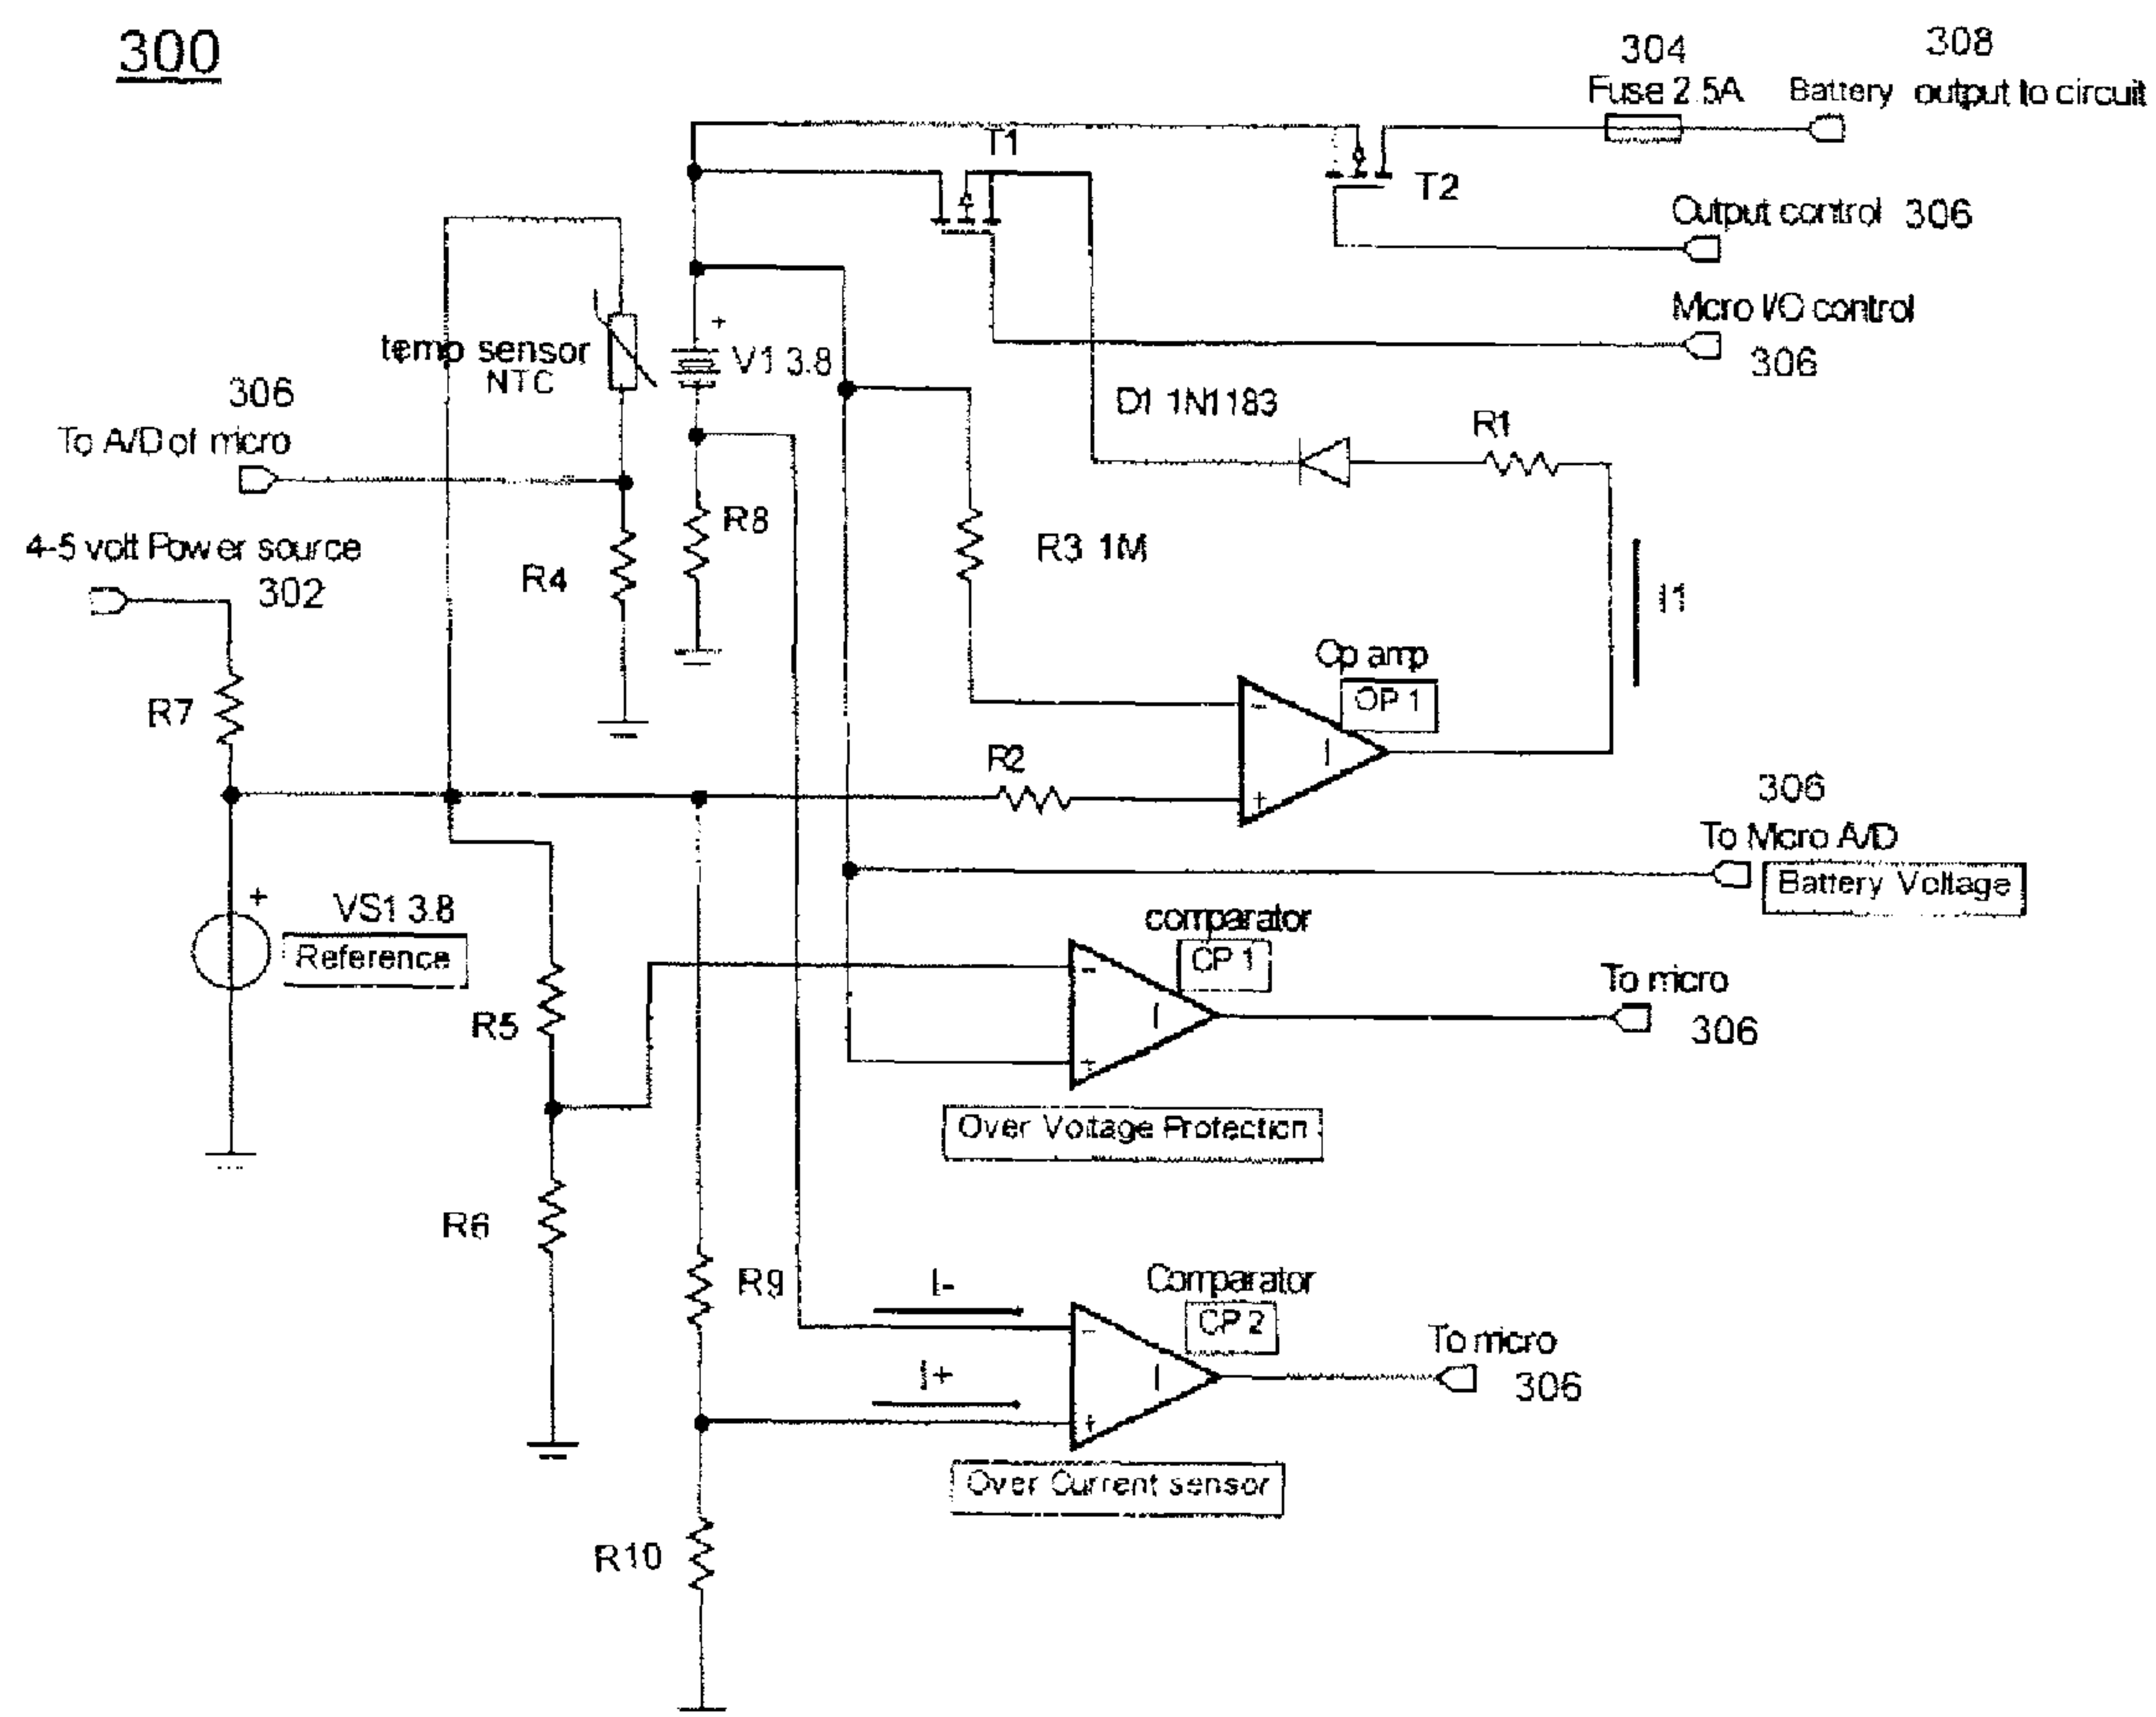 300
304
Fuse 2.5A
308
Battery output to circuit
T1
T2
Output control 306
Micro I/O control
306
+
V1 3.8
temp sensor
NTC
306
To A/D of micro
D1 1N1183
R1
4-5 volt Power source
302
R4
R8
R3 1M
I1
R7
Op amp
OP 1
-
+
R2
306
To Micro A/D
Battery Voltage
+
VS1 3.8
Reference
comparator
CP 1
-
+
To micro
306
R5
Over Voltage Protection
R6
R9
I-
I+
Comparator
CP 2
-
+
To micro
306
Over Current sensor
R10